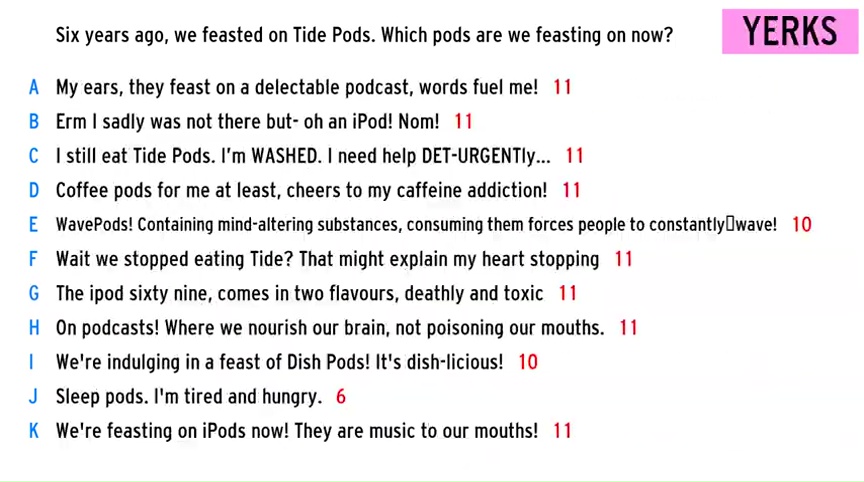 Six years ago, we feasted on Tide Pods. Which pods are we feasting on now?
YERKS
A My ears, they feast on a delectable podcast, words fuel me! 11
B Erm I sadly was not there but- oh an iPod! Nom! 11
C I still eat Tide Pods. I'm WASHED. I need help DET-URGENTly... 11
D Coffee pods for me at least, cheers to my caffeine addiction! 11
E WavePods! Containing mind-altering substances, consuming them forces people to constantly▯wave! 10
F Wait we stopped eating Tide? That might explain my heart stopping 11
G The ipod sixty nine, comes in two flavours, deathly and toxic 11
H On podcasts! Where we nourish our brain, not poisoning our mouths. 11
I We're indulging in a feast of Dish Pods! It's dish-licious! 10
J Sleep pods. I'm tired and hungry. 6
K We're feasting on iPods now! They are music to our mouths! 11